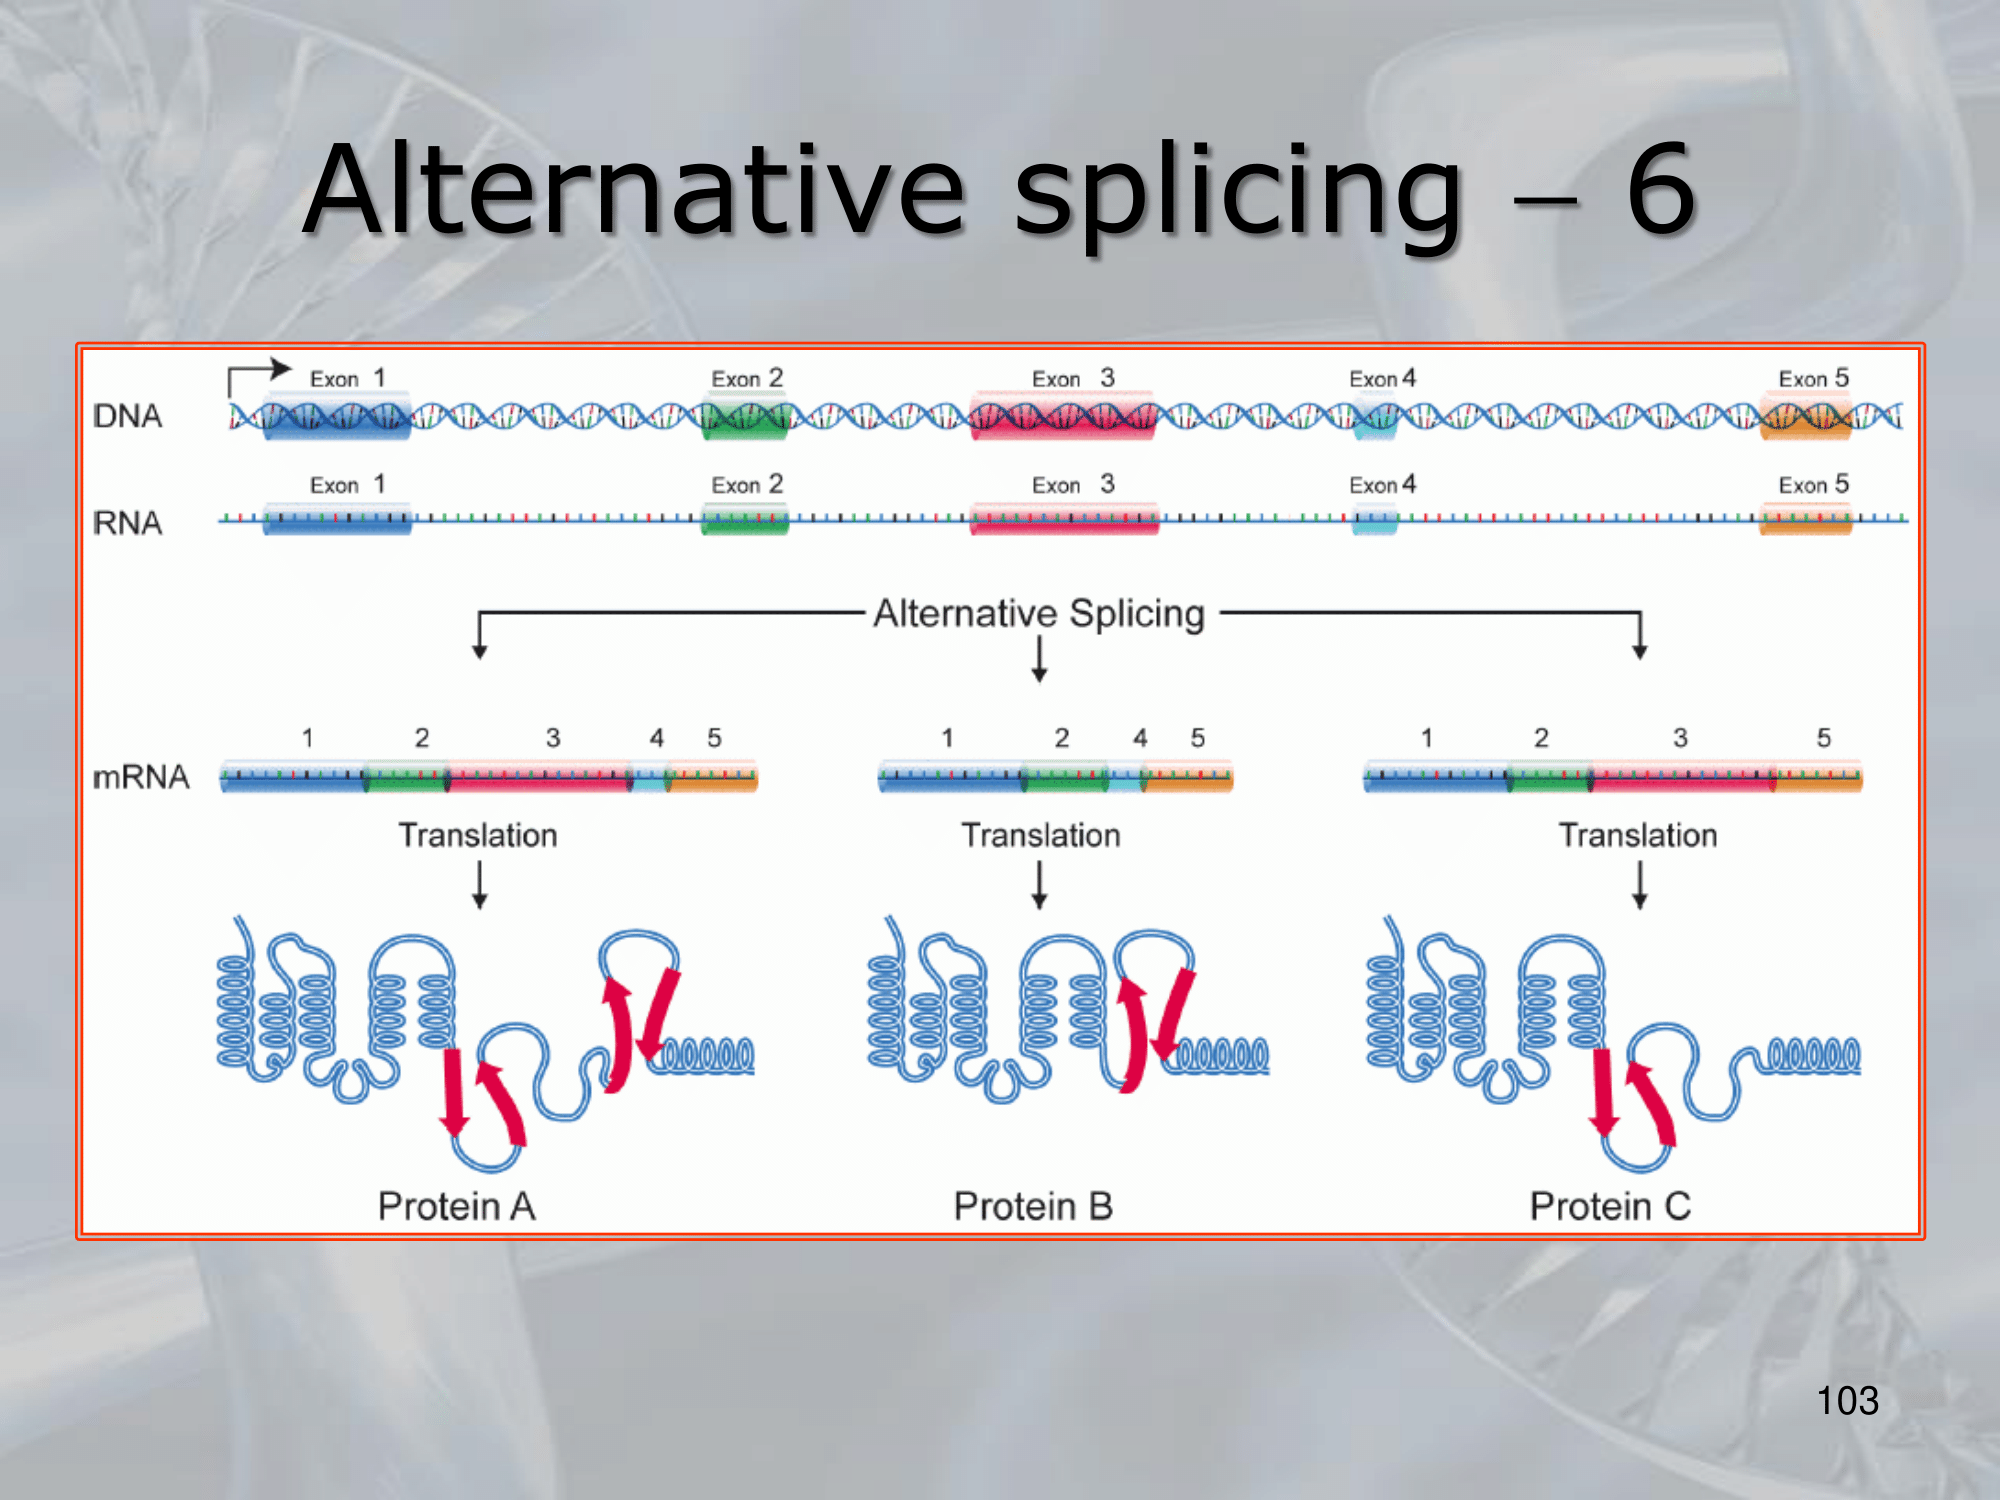 Alternative splicing – 6
Exon 1 Exon 2 Exon 3 Exon 4 Exon 5
DNA
Exon 1 Exon 2 Exon 3 Exon 4 Exon 5
RNA
Alternative Splicing
1 2 3 4 5 1 2 4 5 1 2 3 5
mRNA
Translation Translation Translation
Protein A Protein B Protein C
103